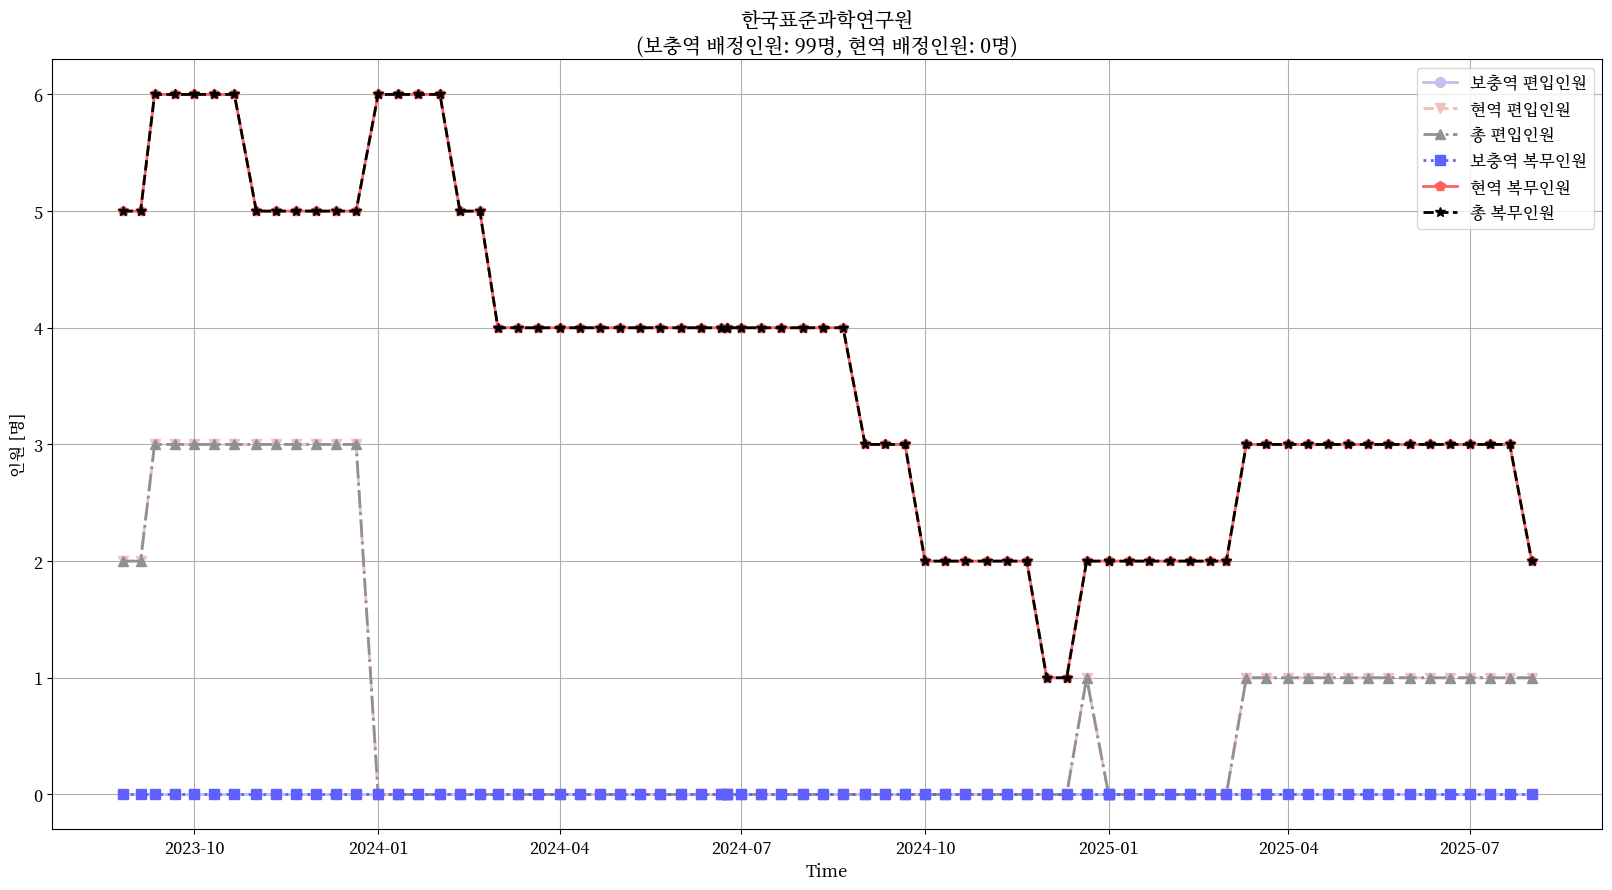 한국표준과학연구원
(보충역 배정인원: 99명, 현역 배정인원: 0명)
보충역 편입인원
현역 편입인원
총 편입인원
보충역 복무인원
현역 복무인원
총 복무인원
인원 [명]
6
5
4
3
2
1
0
2023-10
2024-01
2024-04
2024-07
2024-10
2025-01
2025-04
2025-07
Time